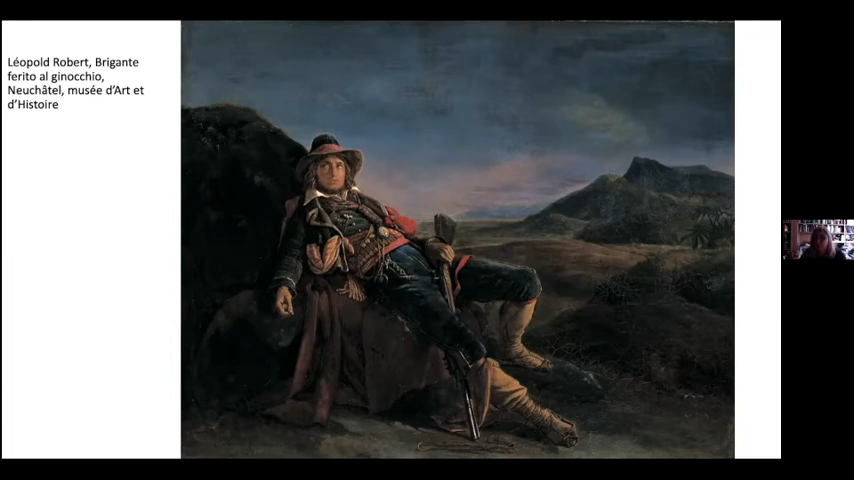 Léopold Robert, Brigante
ferito al ginocchio,
Neuchâtel, musée d'Art et
d'Histoire